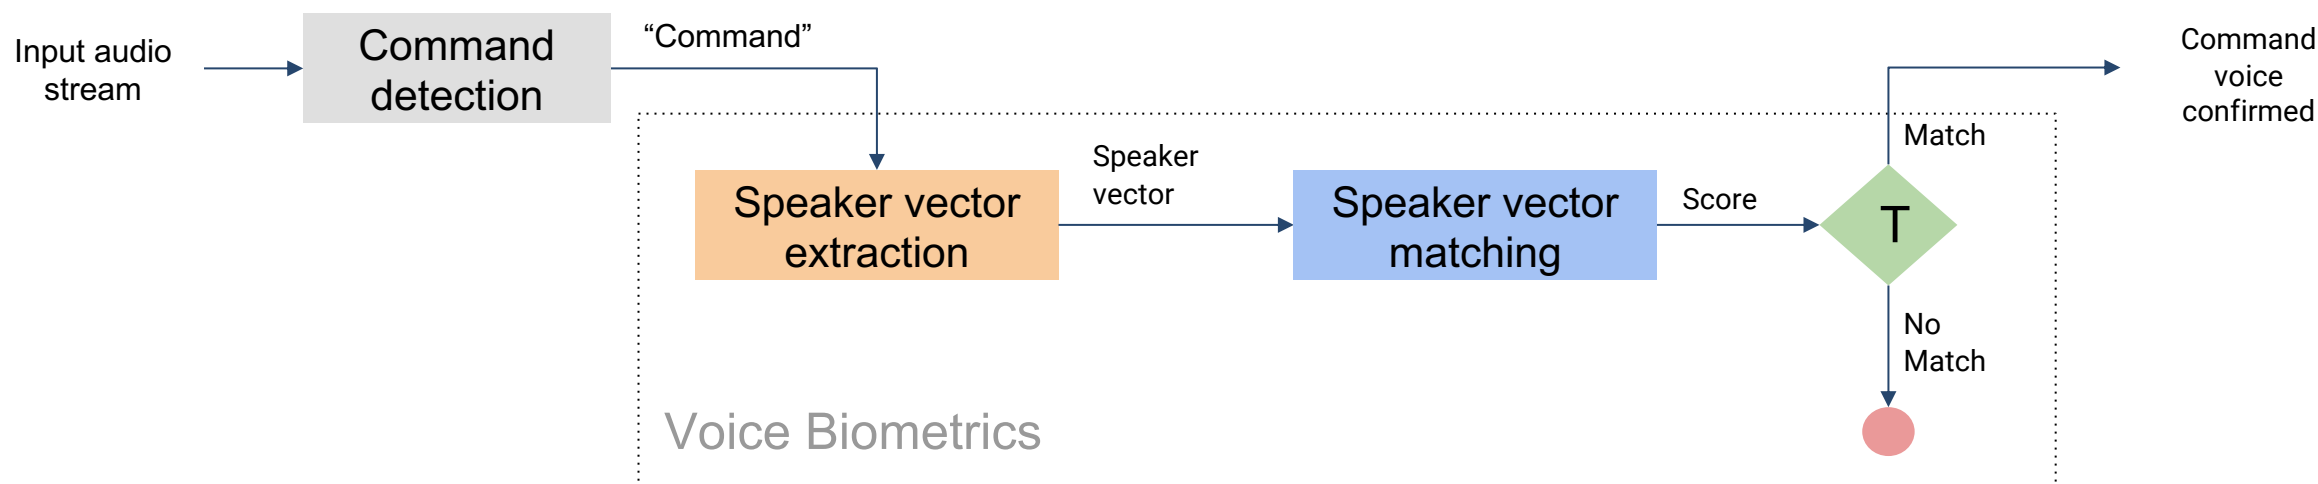 Input audio
stream
Command
detection
“Command”
Speaker vector
extraction
Speaker
vector
Speaker vector
matching
Score
T
Match
No
Match
Command
voice
confirmed
Voice Biometrics